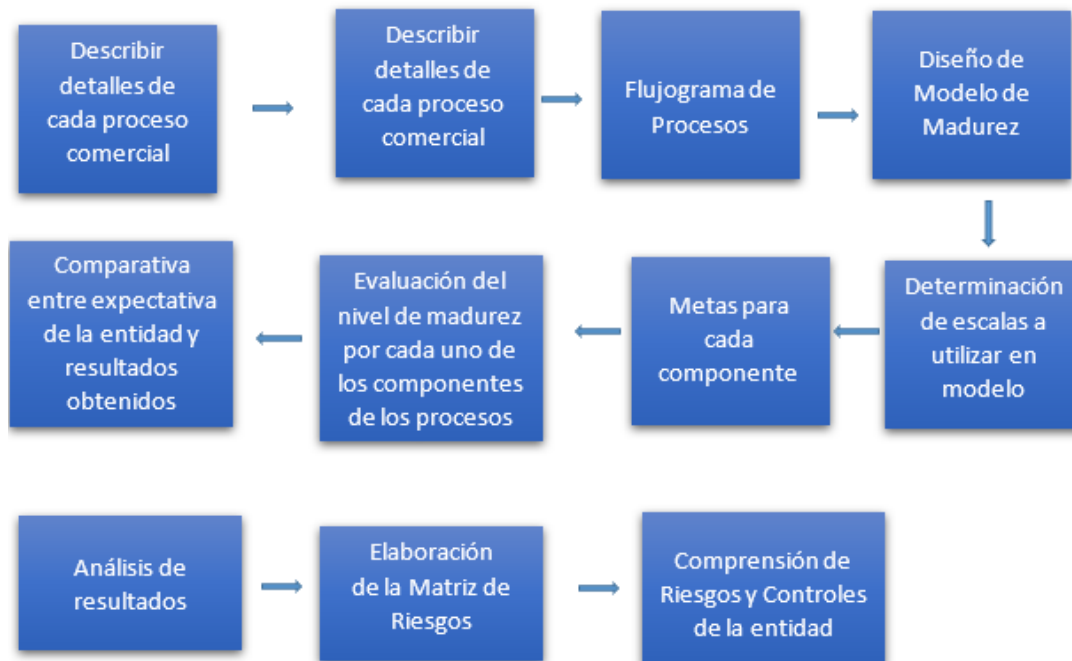 Describir
detalles de
cada proceso
comercial
Describir
detalles de
cada proceso
comercial
Flujograma de
Procesos
Diseño de
Modelo de
Madurez
Determinación
de escalas a
utilizar en
modelo
Metas para
cada
componente
Evaluación del
nivel de madurez
por cada uno de
los componentes
de los procesos
Comparativa
entre expectativa
de la entidad y
resultados
obtenidos
Análisis de
resultados
Elaboración
de la Matriz de
Riesgos
Comprensión de
Riesgos y Controles
de la entidad